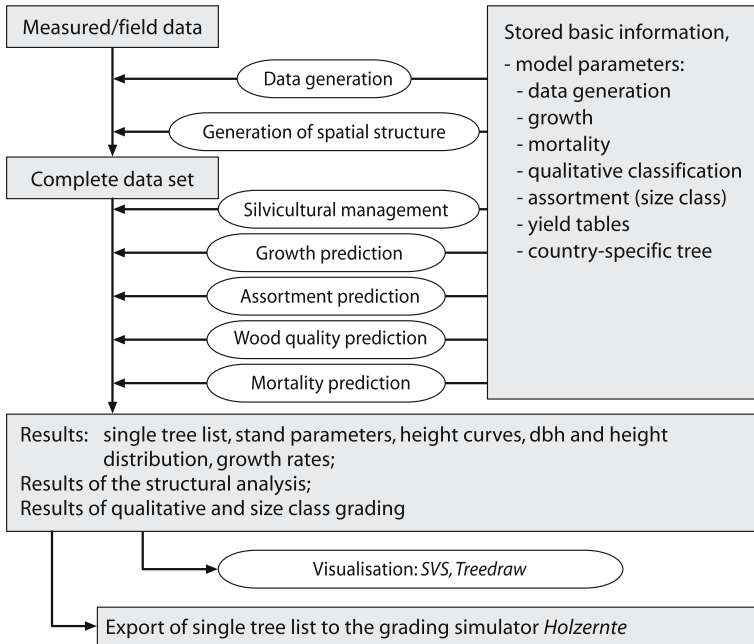 Measured/field data
Data generation
Generation of spatial structure
Complete data set
Silvicultural management
Growth prediction
Assortment prediction
Wood quality prediction
Mortality prediction
Stored basic information,
- model parameters:
- data generation
- growth
- mortality
- qualitative classification
- assortment (size class)
- yield tables
- country-specific tree
Results: single tree list, stand parameters, height curves, dbh and height
distribution, growth rates;
Results of the structural analysis;
Results of qualitative and size class grading
Visualisation: SVS, Treedraw
Export of single tree list to the grading simulator Holzernte